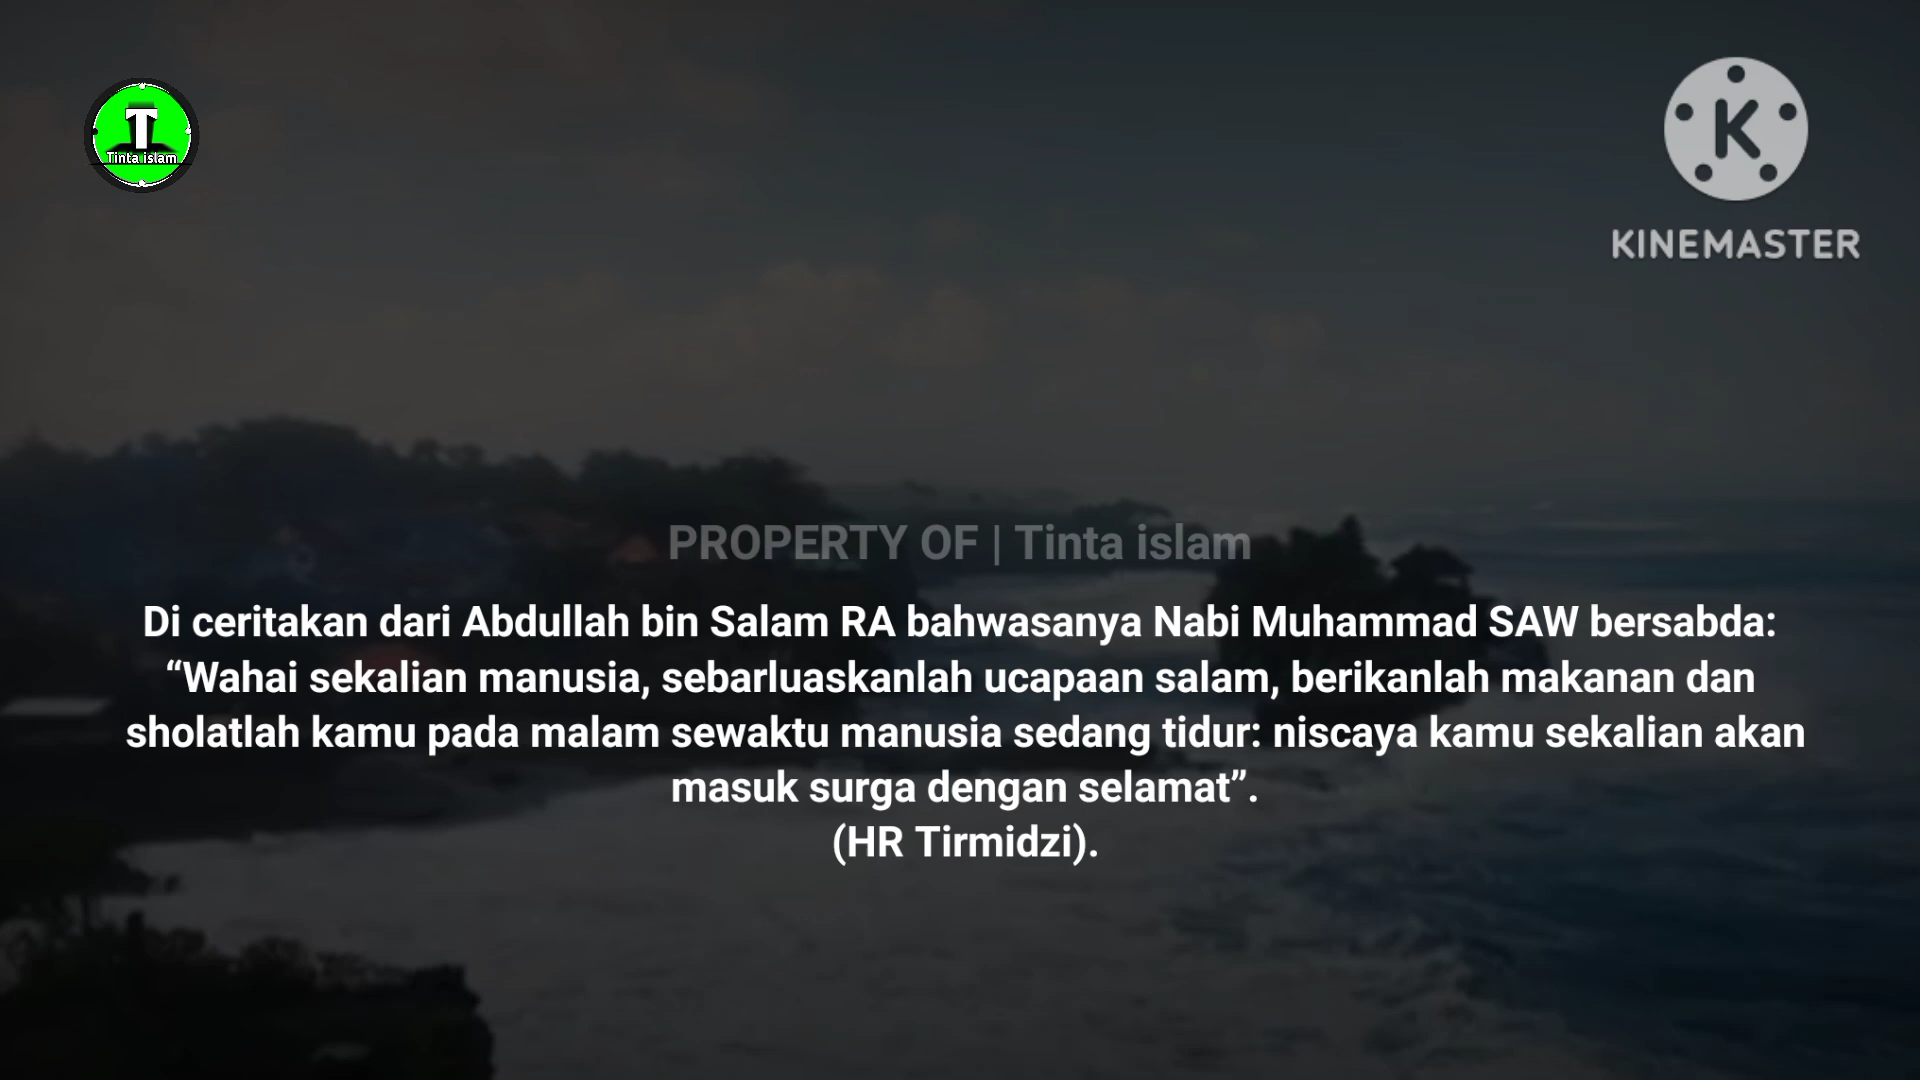 T
Tinta islam
K
KINEMASTER
PROPERTY OF | Tinta islam
Di ceritakan dari Abdullah bin Salam RA bahwasanya Nabi Muhammad SAW bersabda:
“Wahai sekalian manusia, sebarluaskanlah ucapaan salam, berikanlah makanan dan
sholatlah kamu pada malam sewaktu manusia sedang tidur: niscaya kamu sekalian akan
masuk surga dengan selamat”.
(HR Tirmidzi).